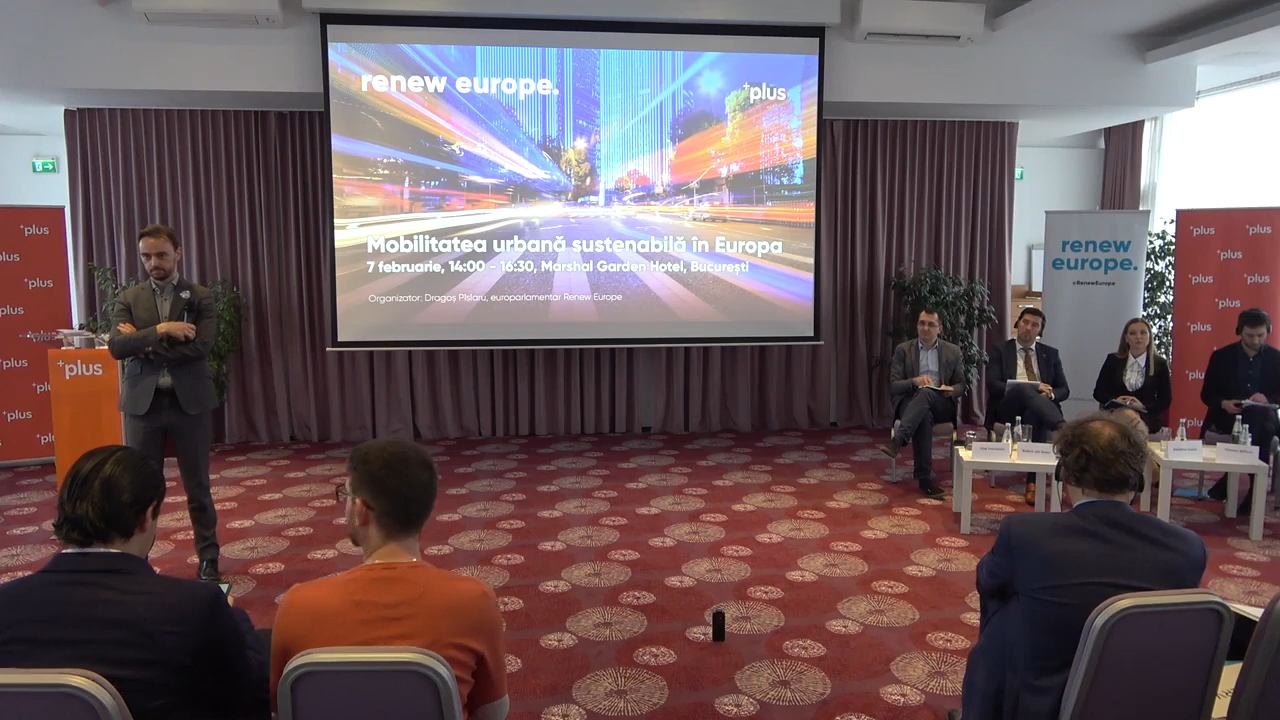 renew europe.
+plus
Mobilitatea urbană sustenabilă în Europa
7 februarie, 14:00 - 16:30, Marshal Garden Hotel, București
Organizator: Dragoș Pîslaru, europarlamentar Renew Europe
+plus
+plus
+plus
+plus
+plus
+plus
renew
europe.
#RenewEurope
+plus
+plus
+plus
+plus
+plus
+plus
+plus